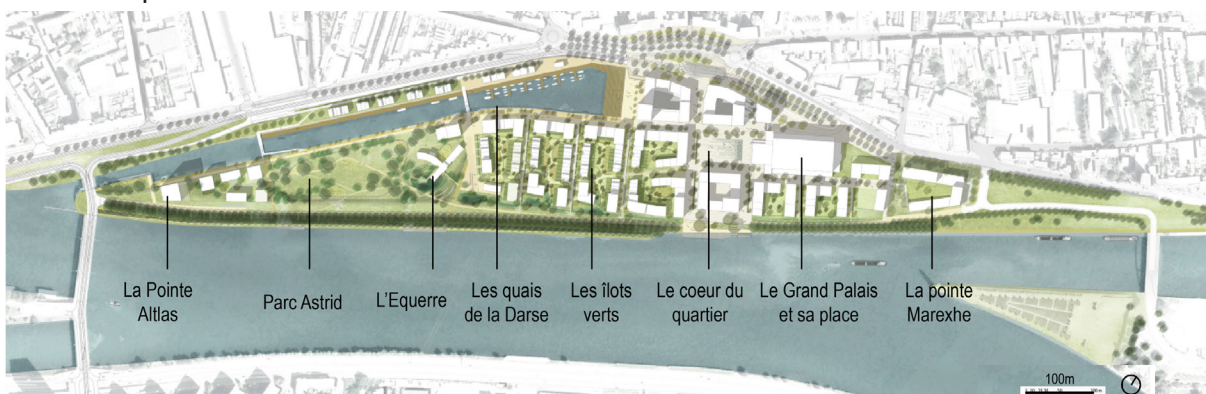 La Pointe
Altlas
Parc Astrid
L'Equerre
Les quais
de la Darse
Les îlots
verts
Le coeur du
quartier
Le Grand Palais
et sa place
La pointe
Marexhe
100m